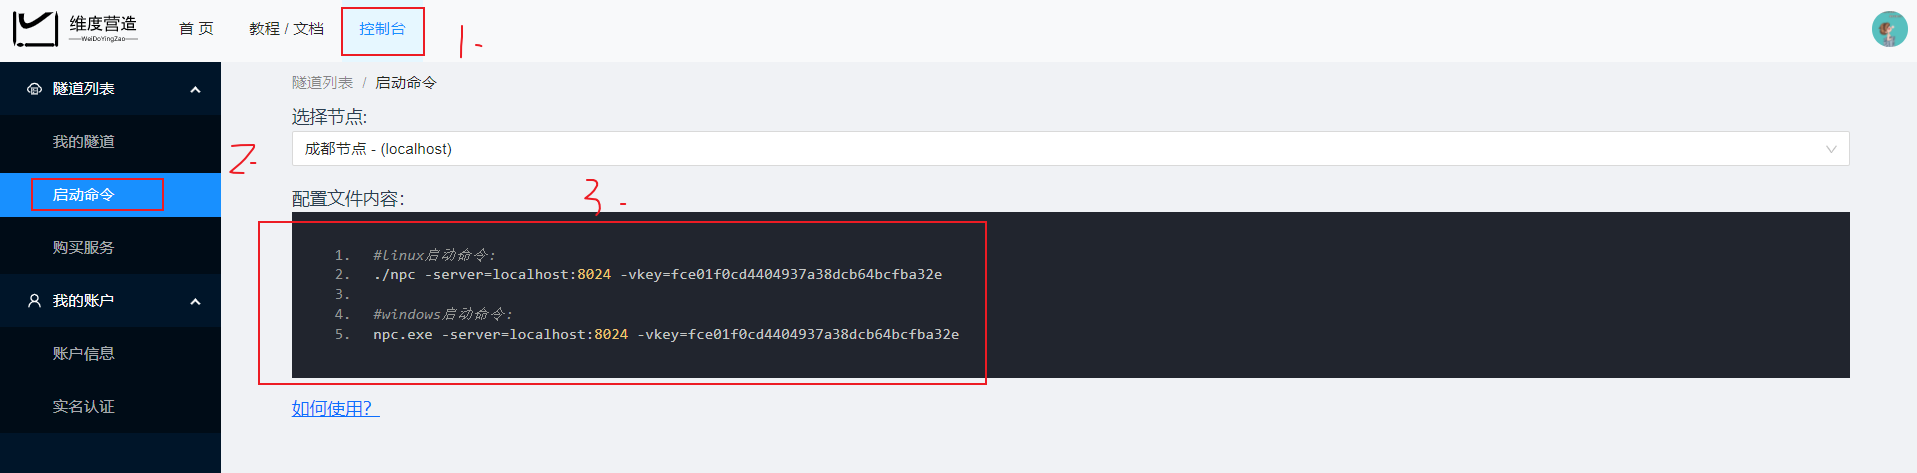 维度营造
WeiDoYingZao
首 页
教程 / 文档
控制台
1.
隧道列表
我的隧道
启动命令
购买服务
我的账户
账户信息
实名认证
2.
隧道列表 / 启动命令
选择节点:
成都节点 - (localhost)
3.
配置文件内容:
1. #linux启动命令:
2. ./npc -server=localhost:8024 -vkey=fce01f0cd4404937a38dcb64bcfba32e
3.
4. #windows启动命令:
5. npc.exe -server=localhost:8024 -vkey=fce01f0cd4404937a38dcb64bcfba32e
如何使用？